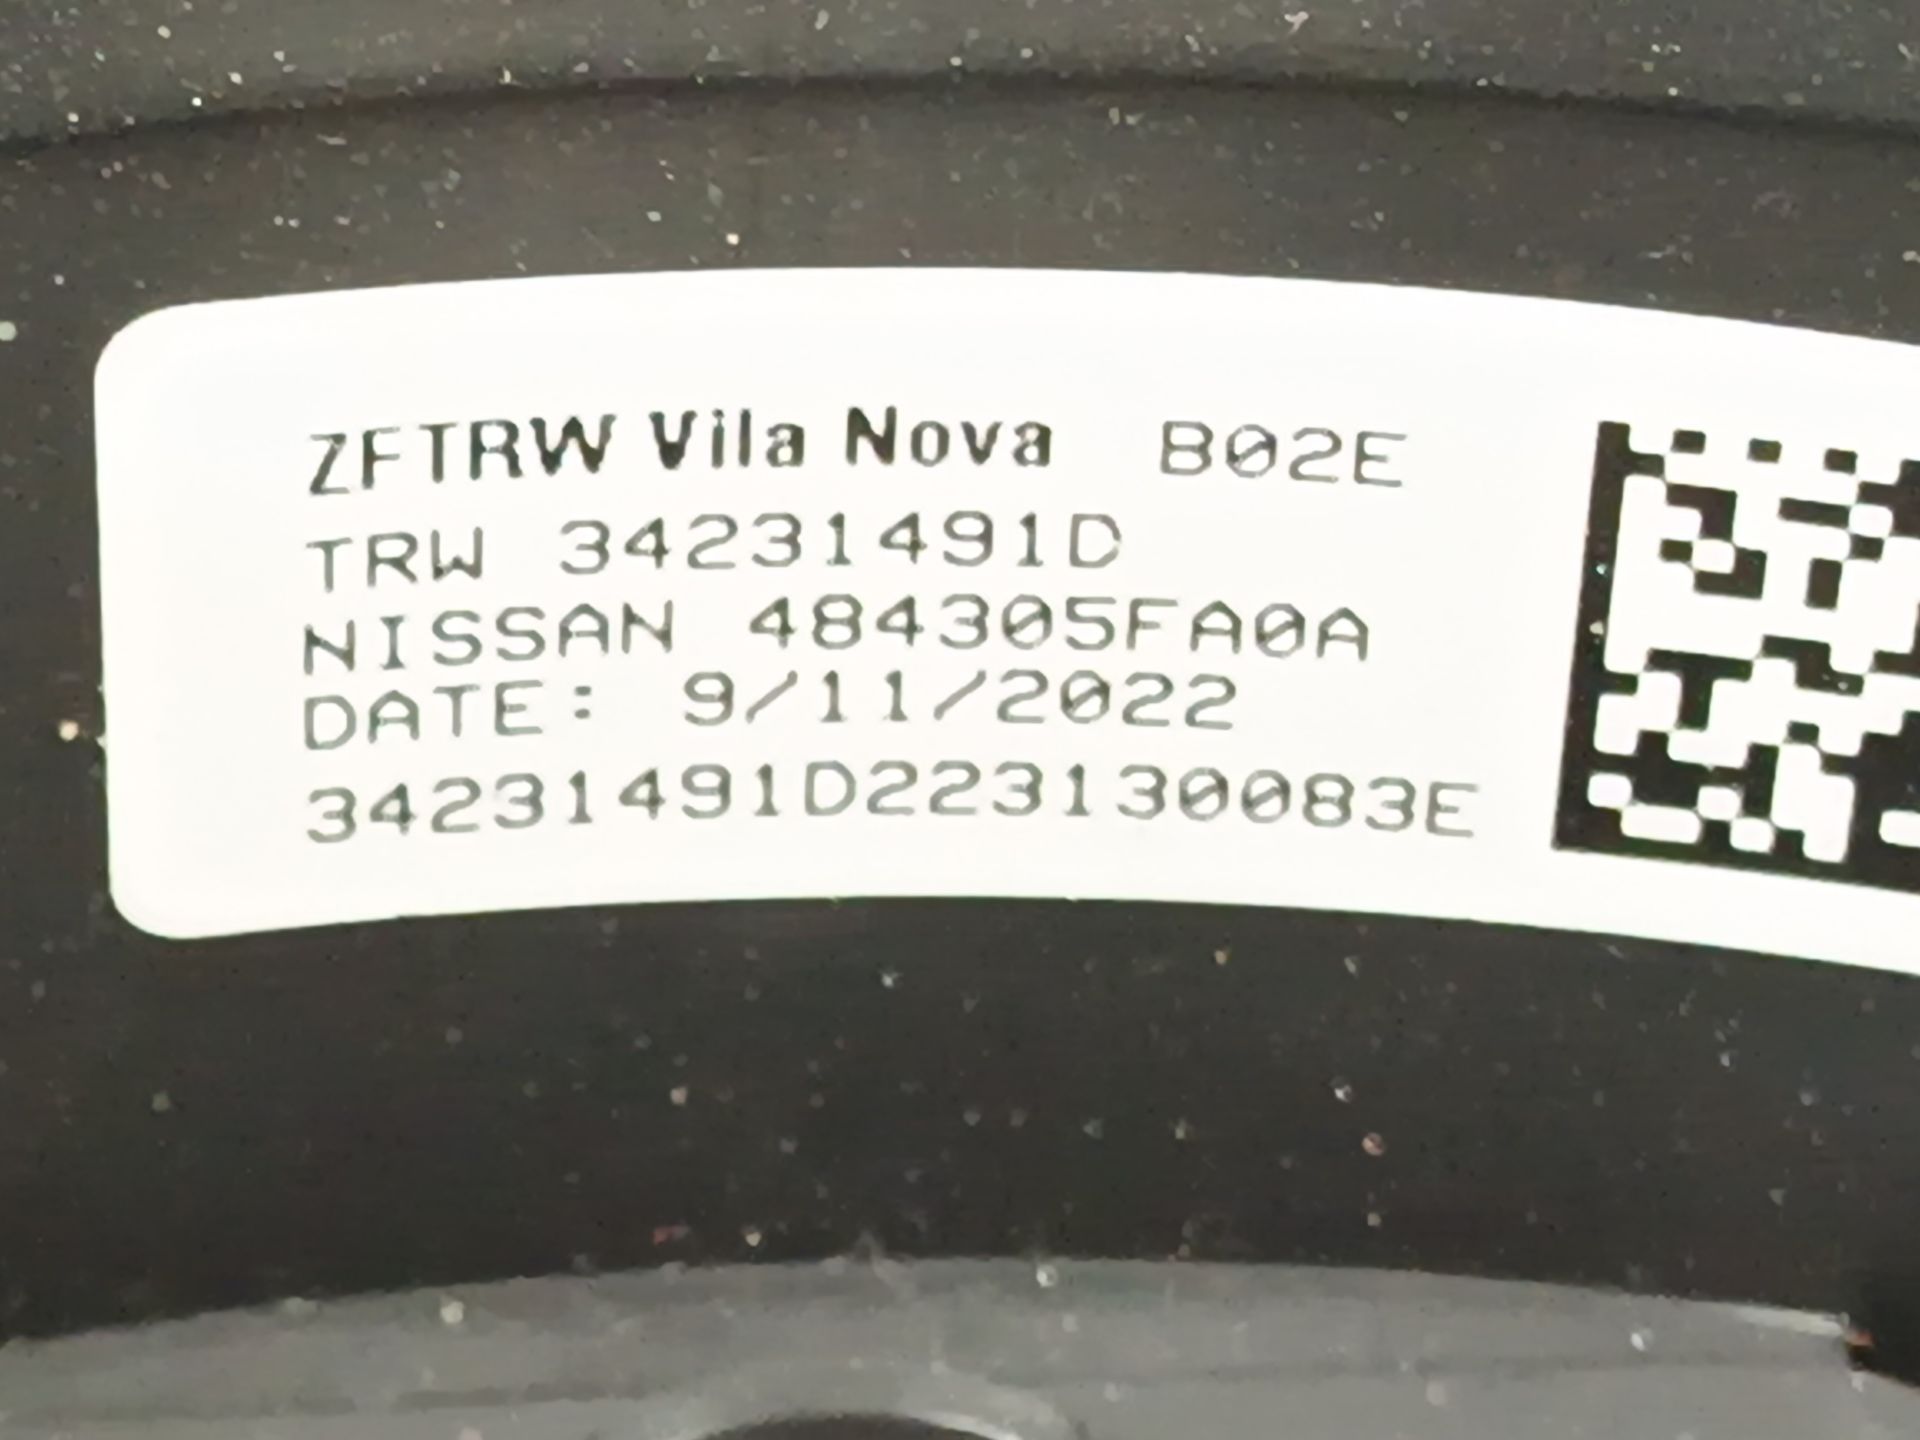 ZFTRW Vila Nova B02E
TRW 34231491D
NISSAN 484305FA0A
DATE: 9/11/2022
34231491D223130083E